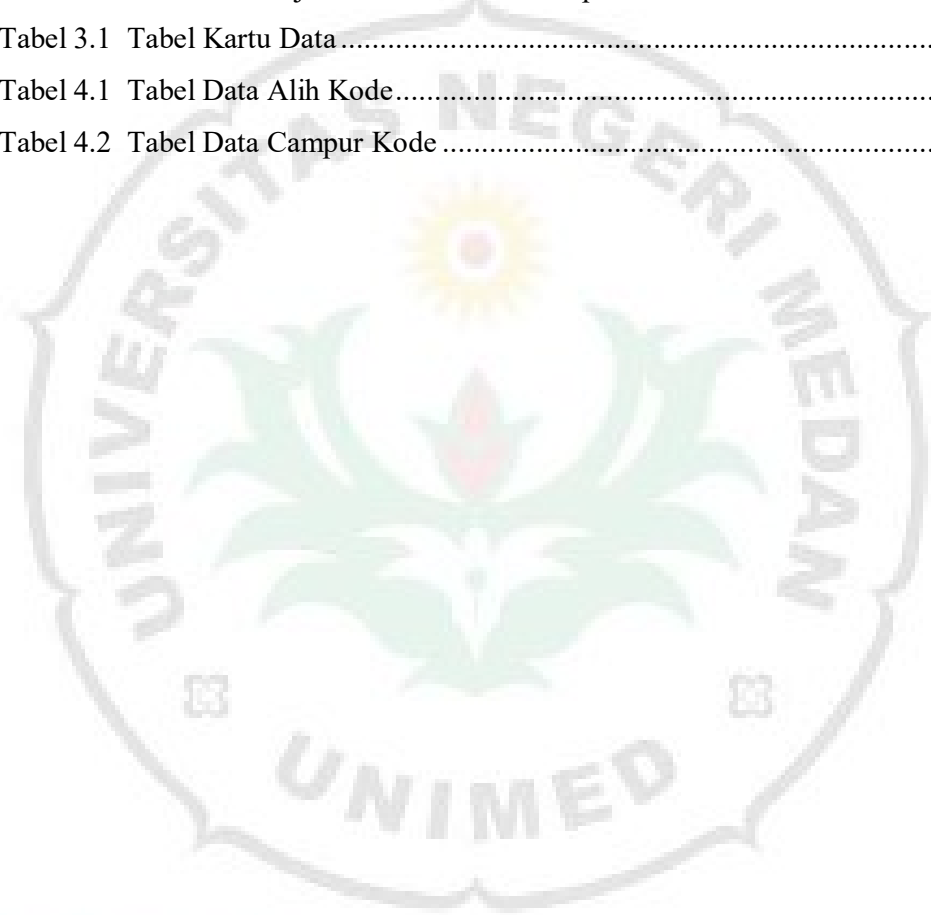 Tabel 3.1 Tabel Kartu Data....................................................................................
Tabel 4.1 Tabel Data Alih Kode............................................................................
Tabel 4.2 Tabel Data Campur Kode......................................................................
UNIVERSITAS NEGERI MEDAN
UNIMED